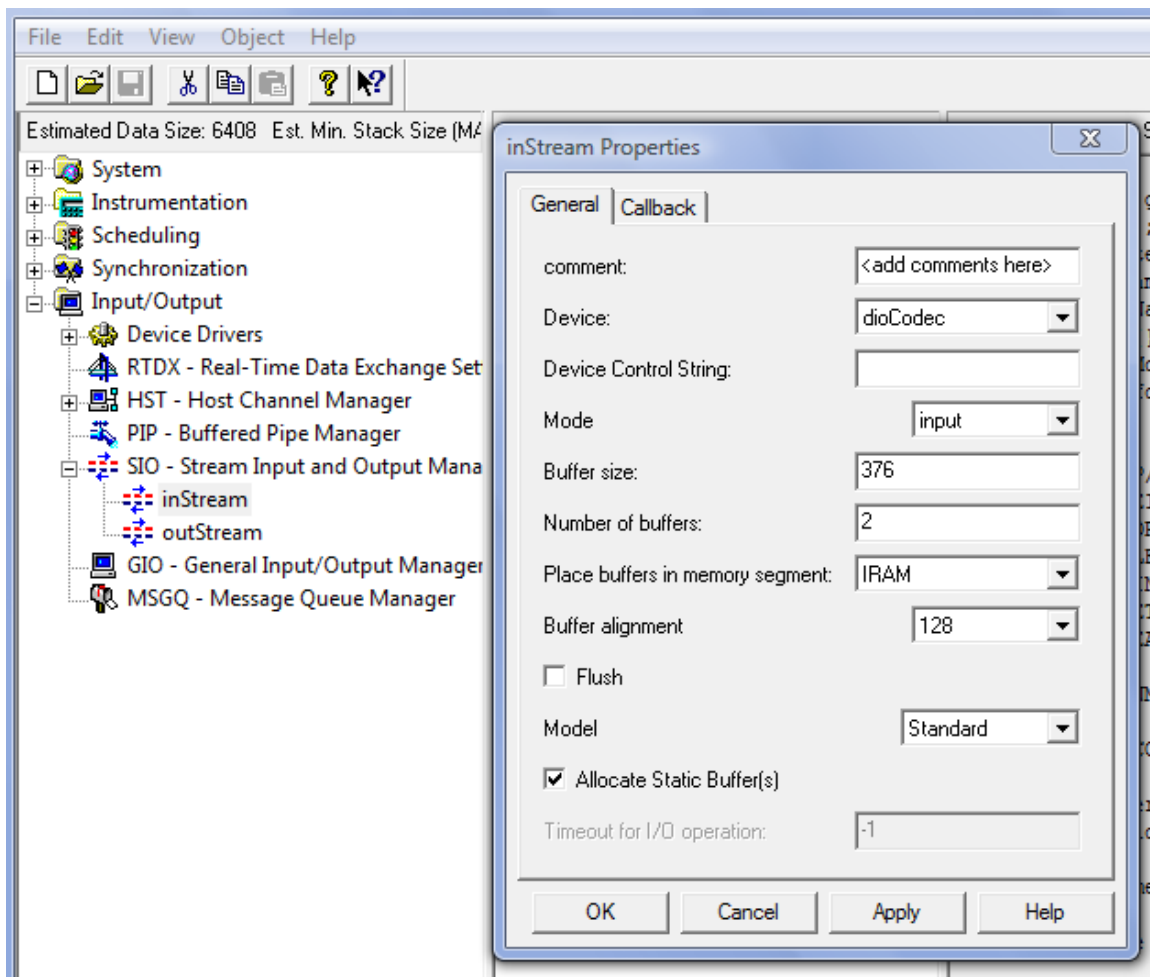 File Edit View Object Help
Estimated Data Size: 6408 Est. Min. Stack Size (MA
System
Instrumentation
Scheduling
Synchronization
Input/Output
Device Drivers
RTDX - Real-Time Data Exchange Set
HST - Host Channel Manager
PIP - Buffered Pipe Manager
SIO - Stream Input and Output Mana
inStream
outStream
GIO - General Input/Output Manager
MSGQ - Message Queue Manager
inStream Properties
General Callback
comment: <add comments here>
Device: dioCodec
Device Control String:
Mode input
Buffer size: 376
Number of buffers: 2
Place buffers in memory segment: IRAM
Buffer alignment 128
Flush
Model Standard
Allocate Static Buffer(s)
Timeout for I/O operation: -1
OK Cancel Apply Help